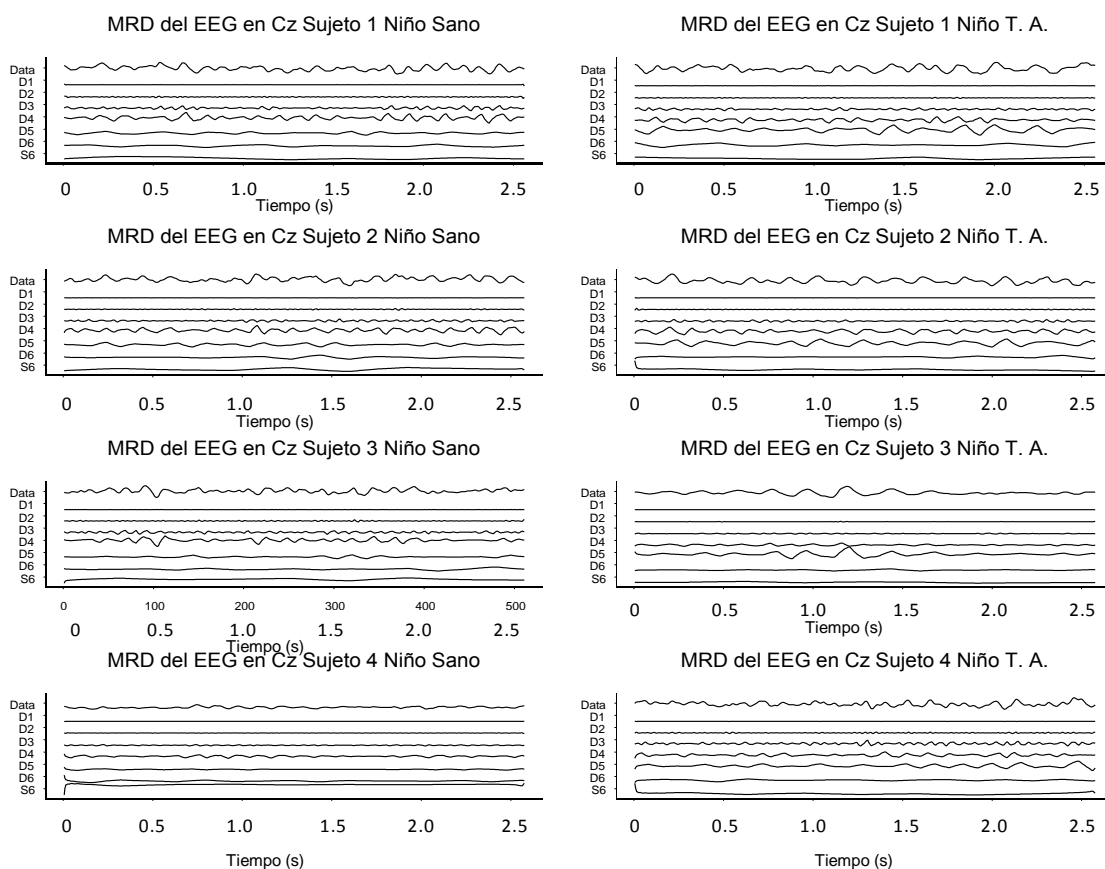 MRD del EEG en Cz Sujeto 1 Niño Sano
Data
D1
D2
D3
D4
D5
D6
S6
0 0.5 1.0 1.5 2.0 2.5
Tiempo (s)
MRD del EEG en Cz Sujeto 1 Niño T. A.
Data
D1
D2
D3
D4
D5
D6
S6
0 0.5 1.0 1.5 2.0 2.5
Tiempo (s)
MRD del EEG en Cz Sujeto 2 Niño Sano
Data
D1
D2
D3
D4
D5
D6
S6
0 0.5 1.0 1.5 2.0 2.5
Tiempo (s)
MRD del EEG en Cz Sujeto 2 Niño T. A.
Data
D1
D2
D3
D4
D5
D6
S6
0 0.5 1.0 1.5 2.0 2.5
Tiempo (s)
MRD del EEG en Cz Sujeto 3 Niño Sano
Data
D1
D2
D3
D4
D5
D6
S6
0 100 200 300 400 500
0 0.5 1.0 1.5 2.0 2.5
Tiempo (s)
MRD del EEG en Cz Sujeto 3 Niño T. A.
Data
D1
D2
D3
D4
D5
D6
S6
0 0.5 1.0 1.5 2.0 2.5
Tiempo (s)
MRD del EEG en Cz Sujeto 4 Niño Sano
Data
D1
D2
D3
D4
D5
D6
S6
0 0.5 1.0 1.5 2.0 2.5
Tiempo (s)
MRD del EEG en Cz Sujeto 4 Niño T. A.
Data
D1
D2
D3
D4
D5
D6
S6
0 0.5 1.0 1.5 2.0 2.5
Tiempo (s)